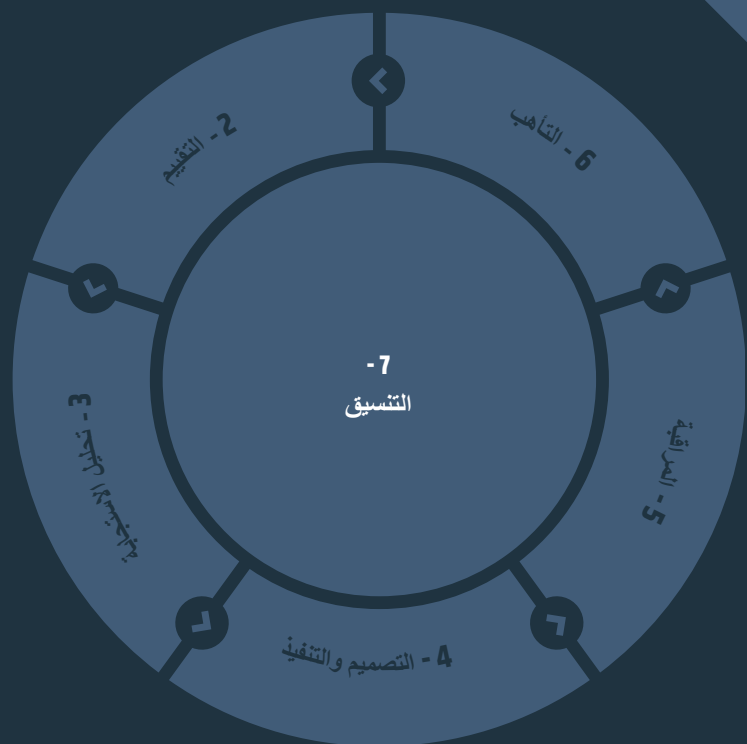 2 - التقييم
3 - تحليل الاستجابة
4 - التصميم والتنفيذ
5 - المراقبة
6 - التأهب
7 -
التنسيق